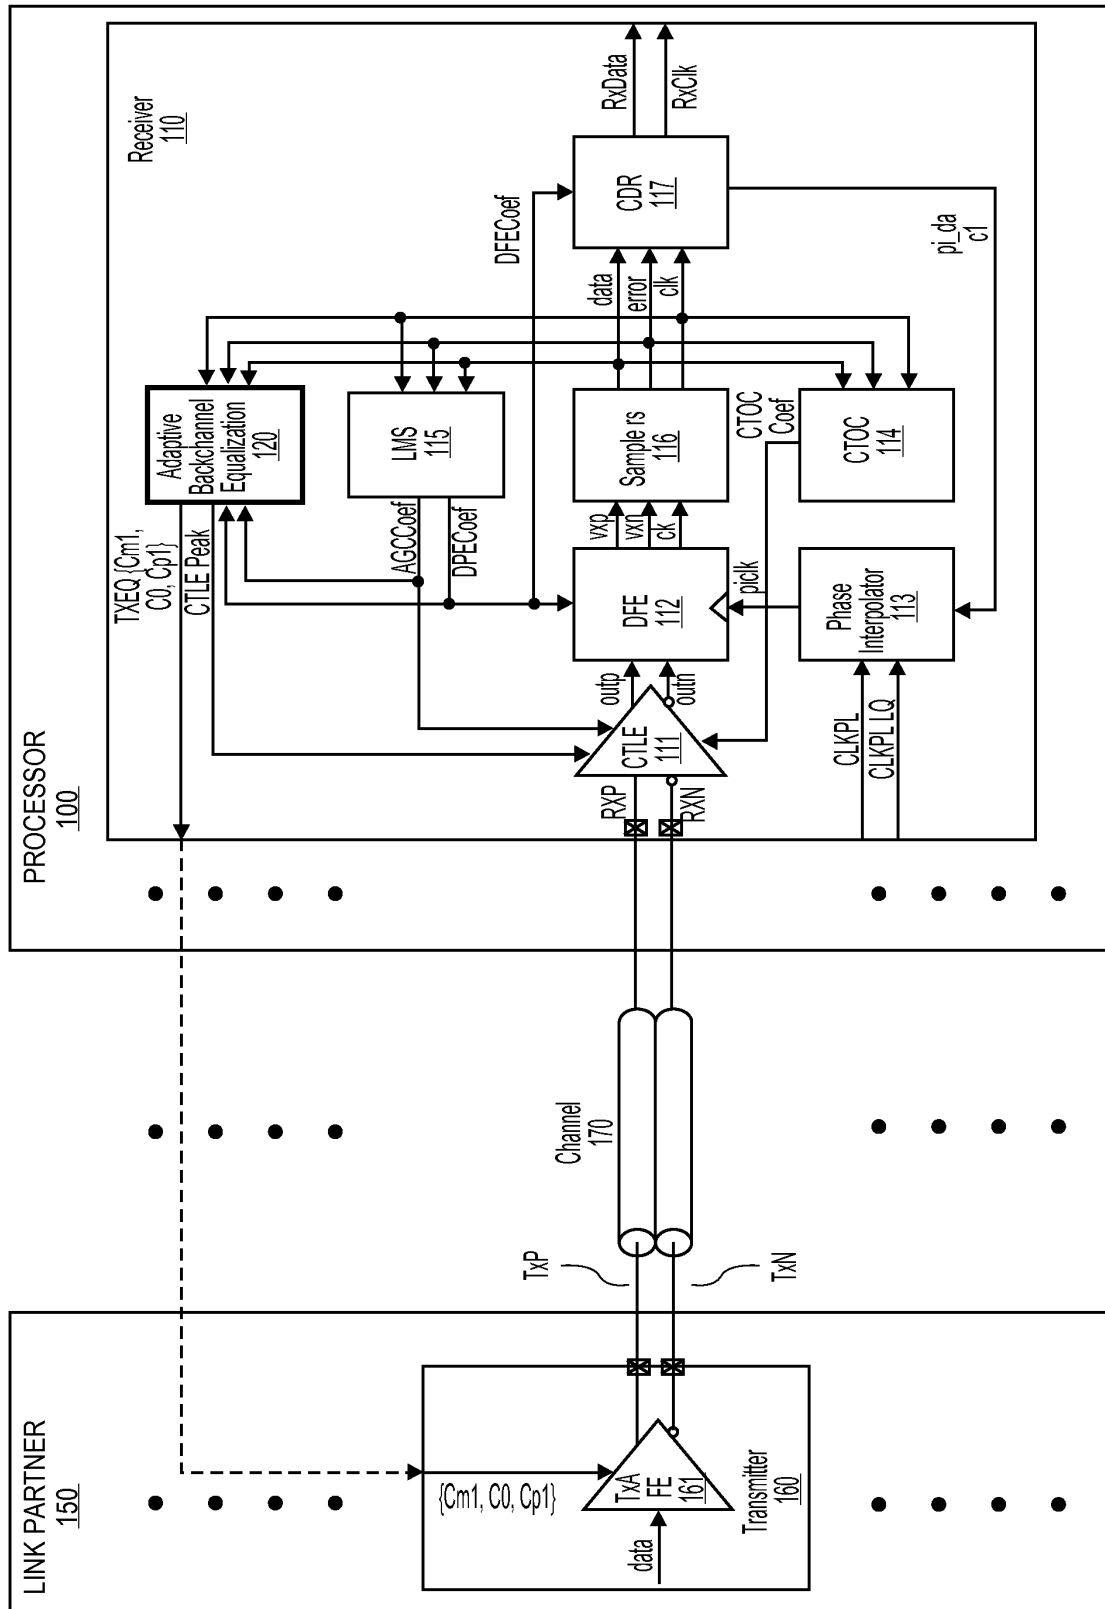 PROCESSOR
100
Receiver
110
TXEQ {Cm1,
C0, Cp1}
CTLE Peak
Adaptive
Backchannel
Equalization
120
LMS
115
AGCCoef
DPECoef
DFECoef
RXP
RXN
CTLE
111
outp
outn
DFE
112
vxp
vxn
ck
Sample rs
116
data
error
clk
CDR
117
RxData
RxClk
piclk
CTOC
Coef
CTOC
114
Phase
Interpolator
113
CLKPL
CLKPL LQ
pi_da
c1
Channel
170
TxP
TxN
LINK PARTNER
150
{Cm1, C0, Cp1}
TxA
FE
161
data
Transmitter
160